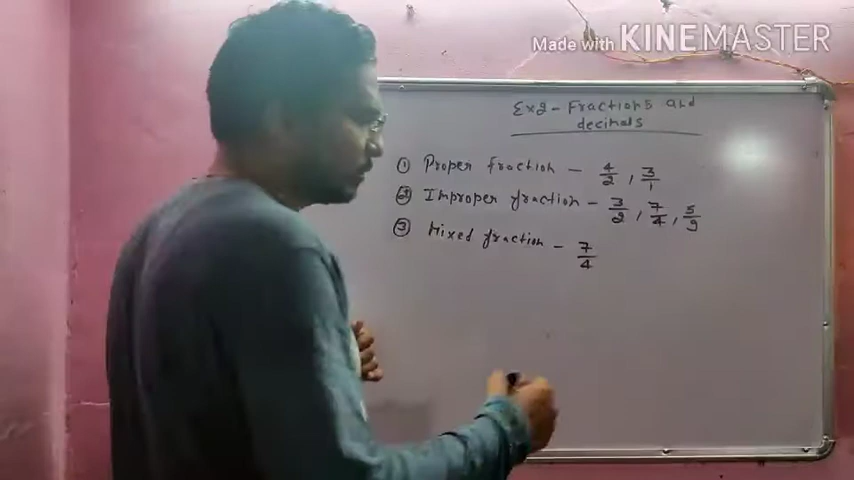 Made with KINEMASTER
Ex2 - Fractions and
decimals
① Proper fraction — 4/2, 3/1
② Improper fraction — 3/2, 7/4, 5/9
③ Mixed fraction - 7/4